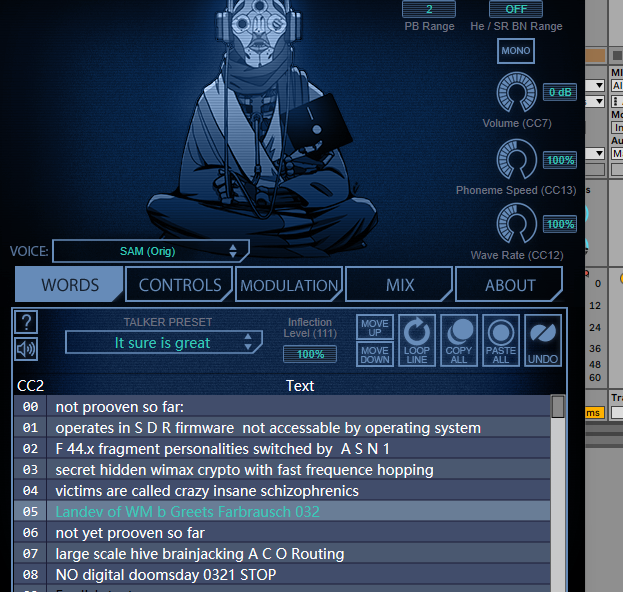 2
OFF
PB Range
He / SR BN Range
MONO
0 dB
Volume (CC7)
100%
Phoneme Speed (CC13)
100%
Wave Rate (CC12)
VOICE:
SAM (Orig)
WORDS
CONTROLS
MODULATION
MIX
ABOUT
?
TALKER PRESET
It sure is great
Inflection
Level (111)
100%
MOVE
UP
MOVE
DOWN
LOOP
LINE
COPY
ALL
PASTE
ALL
UNDO
CC2
Text
00 not prooven so far:
01 operates in S D R firmware  not accessable by operating system
02 F 44.x fragment personalities switched by  A S N 1
03 secret hidden wimax crypto with fast frequence hopping
04 victims are called crazy insane schizophrenics
05 Landev of WM b Greets Farbrausch 032
06 not yet prooven so far
07 large scale hive brainjacking A C O Routing
08 NO digital doomsday 0321 STOP
0
12
24
36
48
60
ms